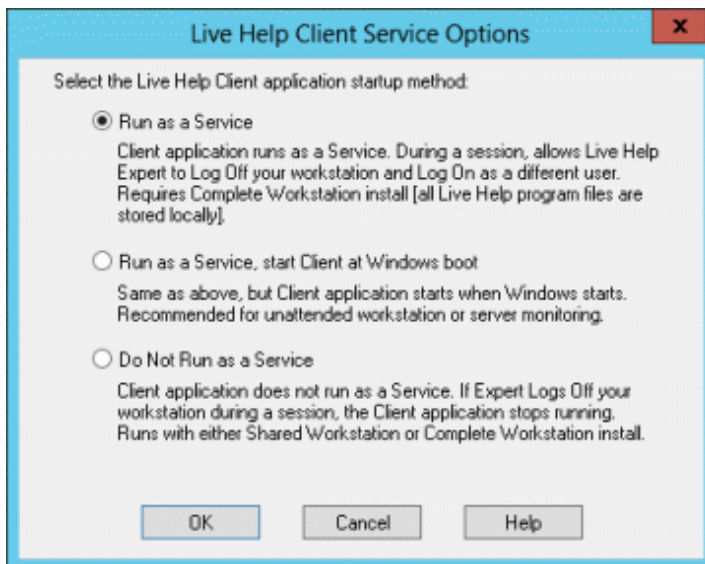 Live Help Client Service Options
x
Select the Live Help Client application startup method:
Run as a Service
Client application runs as a Service. During a session, allows Live Help
Expert to Log Off your workstation and Log On as a different user.
Requires Complete Workstation install [all Live Help program files are
stored locally].
Run as a Service, start Client at Windows boot
Same as above, but Client application starts when Windows starts.
Recommended for unattended workstation or server monitoring.
Do Not Run as a Service
Client application does not run as a Service. If Expert Logs Off your
workstation during a session, the Client application stops running.
Runs with either Shared Workstation or Complete Workstation install.
OK Cancel Help